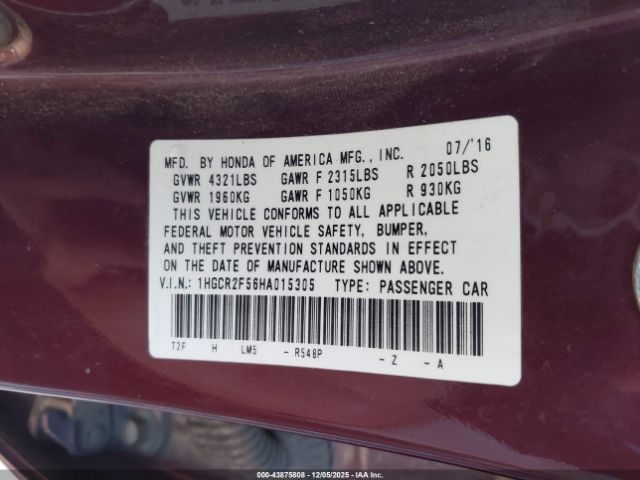 MFD. BY HONDA OF AMERICA MFG., INC. 07/'16
GVWR 4321LBS GAWR F 2315LBS R 2050LBS
GVWR 1960KG GAWR F 1050KG R 930KG
THIS VEHICLE CONFORMS TO ALL APPLICABLE
FEDERAL MOTOR VEHICLE SAFETY, BUMPER,
AND THEFT PREVENTION STANDARDS IN EFFECT
ON THE DATE OF MANUFACTURE SHOWN ABOVE.
V.I.N.: 1HGCR2F56HA015305 TYPE: PASSENGER CAR
T2F H LM5 - R548P - 2 - A
00-43875808 | 12/05/2025 | IAA Inc.